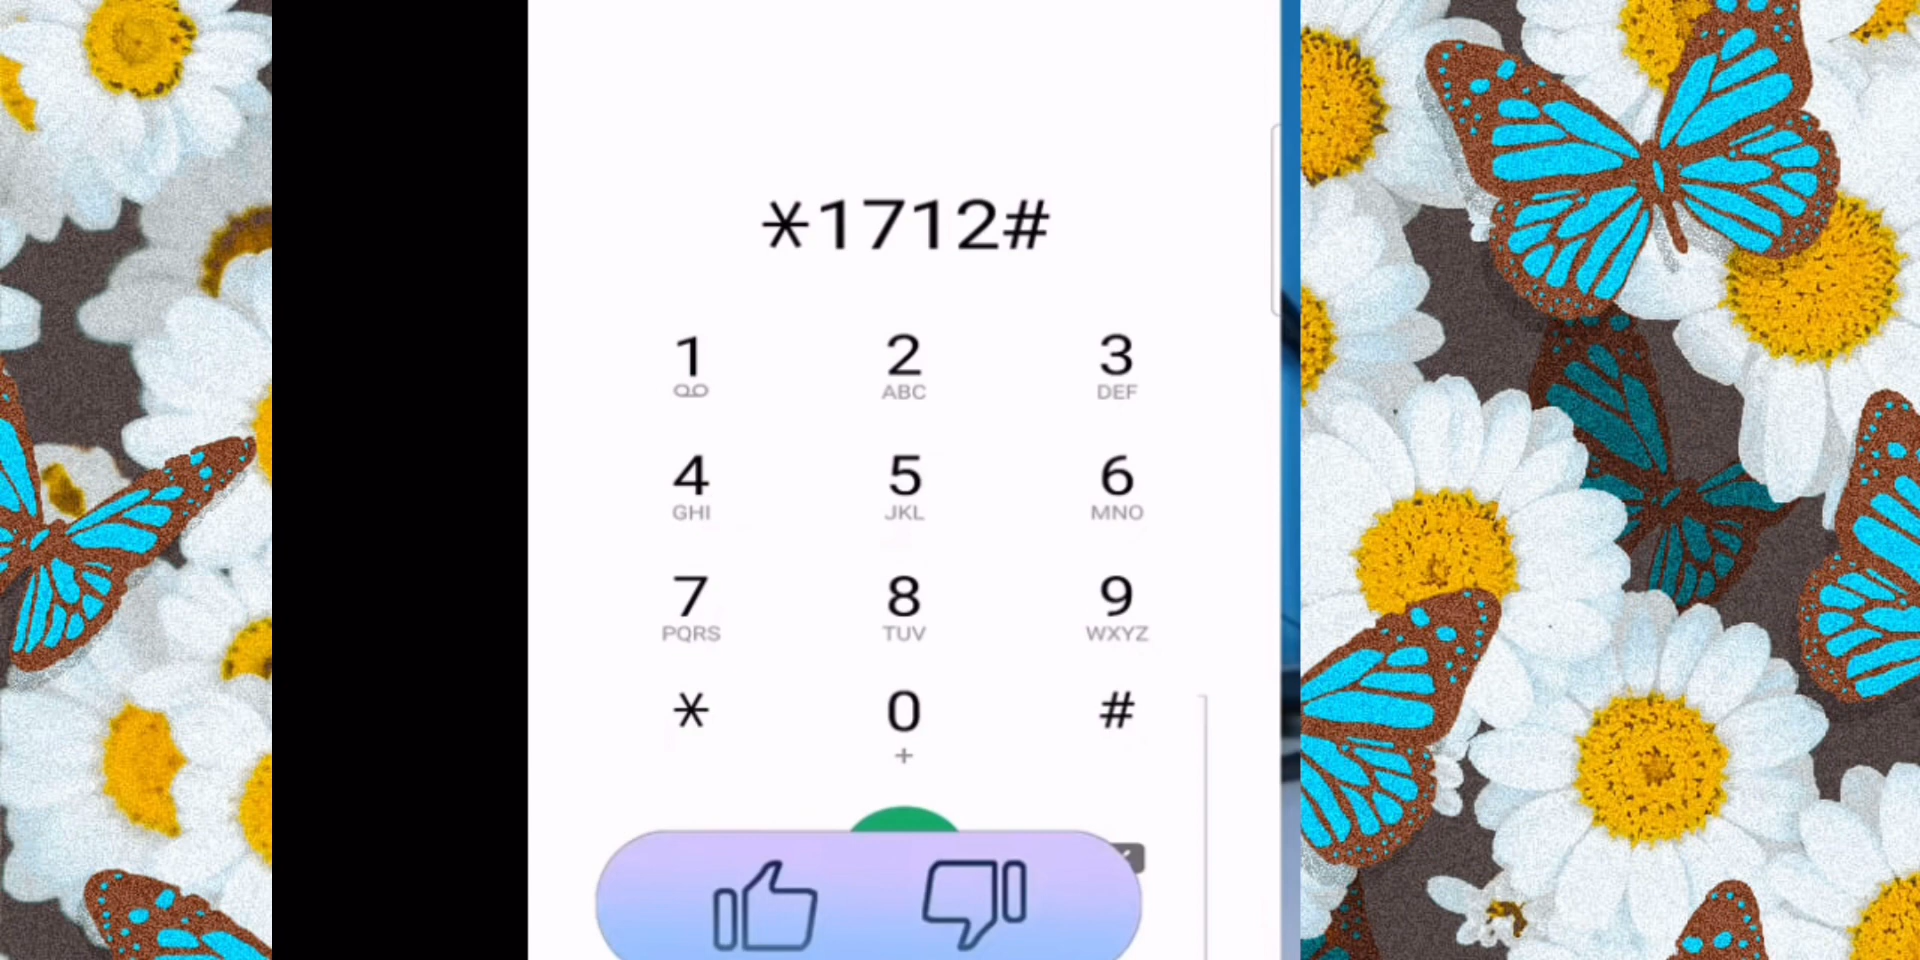 *1712#
1 2 3
ABC DEF
4 5 6
GHI JKL MNO
7 8 9
PQRS TUV WXYZ
* 0 #
+